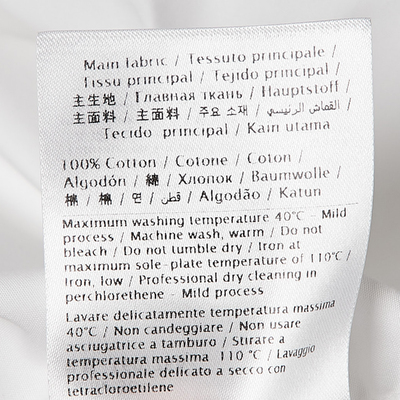 Main fabric / Tessuto principale /
Tissu principal / Tejido principal /
主生地 / Главная ткань / Hauptstoff /
主面料 / 主面料 / 주요 소재 / القماش الرئيسي /
Tecido principal / Kain utama
100% Cotton / Cotone / Coton /
Algodón / 綿 / Хлопок / Baumwolle /
棉 / 棉 / 면 / قطن / Algodão / Katun
Maximum washing temperature 40°C - Mild
process / Machine wash, warm / Do not
bleach / Do not tumble dry / Iron at
maximum sole-plate temperature of 110°C /
Iron, low / Professional dry cleaning in
perchlorethene - Mild process
Lavare delicatamente temperatura massima
40°C / Non candeggiare / Non usare
asciugatrice a tamburo / Stirare a
temperatura massima 110 °C / Lavaggio
professionale delicato a secco con
tetracloroetilene